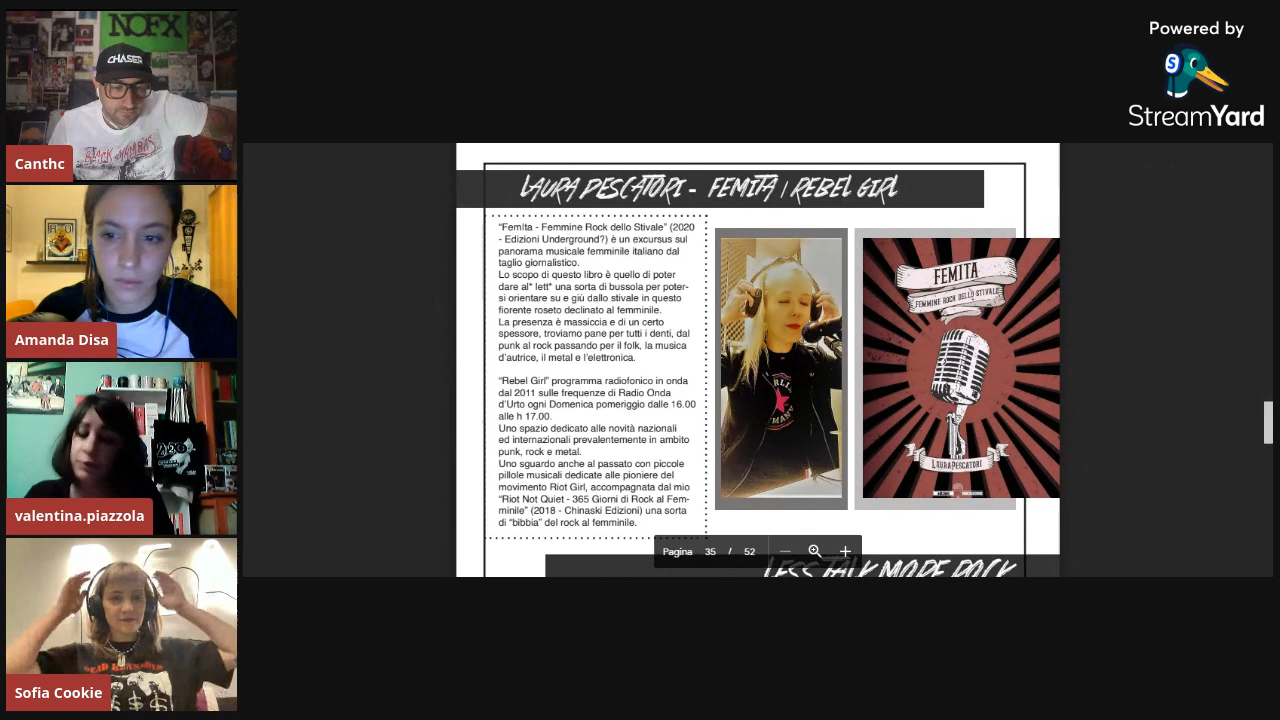 NOFX
CHASER
BLACK MAMBAS
Canthc
Amanda Disa
valentina.piazzola
DEAD KENNEDYS
Sofia Cookie
Powered by
StreamYard
LAURA PESCATORI - FEMITA / REBEL GIRL
“FemIta - Femmine Rock dello Stivale” (2020
- Edizioni Underground?) è un excursus sul
panorama musicale femminile italiano dal
taglio giornalistico.
Lo scopo di questo libro è quello di poter
dare al* lett* una sorta di bussola per poter-
si orientare su e giù dallo stivale in questo
fiorente roseto declinato al femminile.
La presenza è massiccia e di un certo
spessore, troviamo pane per tutti i denti, dal
punk al rock passando per il folk, la musica
d’autrice, il metal e l’elettronica.
“Rebel Girl” programma radiofonico in onda
dal 2011 sulle frequenze di Radio Onda
d’Urto ogni Domenica pomeriggio dalle 16.00
alle h 17.00.
Uno spazio dedicato alle novità nazionali
ed internazionali prevalentemente in ambito
punk, rock e metal.
Uno sguardo anche al passato con piccole
pillole musicali dedicate alle pioniere del
movimento Riot Girl, accompagnata dal mio
“Riot Not Quiet - 365 Giorni di Rock al Fem-
minile” (2018 - Chinaski Edizioni) una sorta
di “bibbia” del rock al femminile.
FEMITA
FEMMINE ROCK DELLO STIVALE
LAURA PESCATORI
Pagina 35 / 52
LESS TALK MORE ROCK